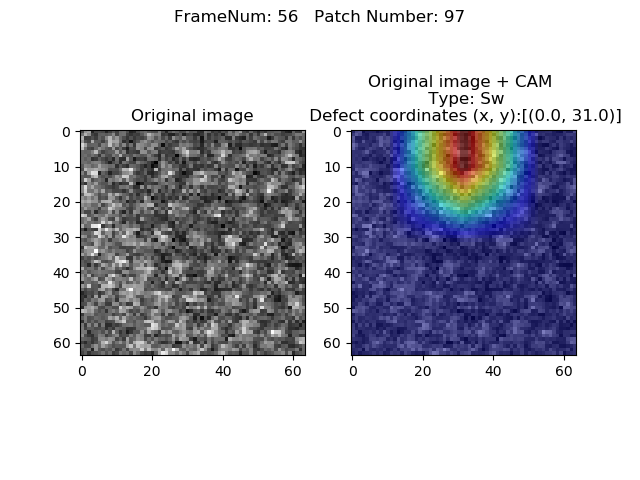 FrameNum: 56   Patch Number: 97
Original image
0
10
20
30
40
50
60
0 20 40 60
Original image + CAM
Type: Sw
Defect coordinates (x, y):[(0.0, 31.0)]
0
10
20
30
40
50
60
0 20 40 60